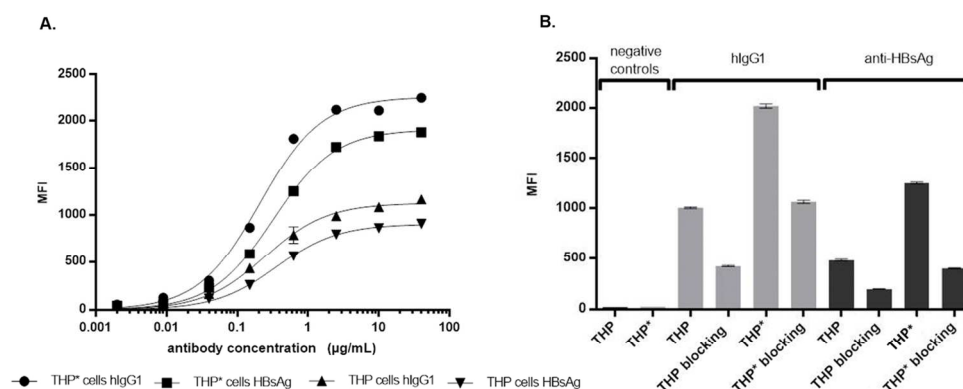 A.
2500
2000
1500
1000
500
0
MFI
0.001
0.01
0.1
1
10
100
antibody concentration (µg/mL)
THP* cells hIgG1
THP* cells HBsAg
THP cells hIgG1
THP cells HBsAg
B.
negative
controls
hIgG1
anti-HBsAg
2500
2000
1500
1000
500
0
MFI
THP
THP*
THP
THP blocking
THP*
THP* blocking
THP
THP blocking
THP*
THP* blocking